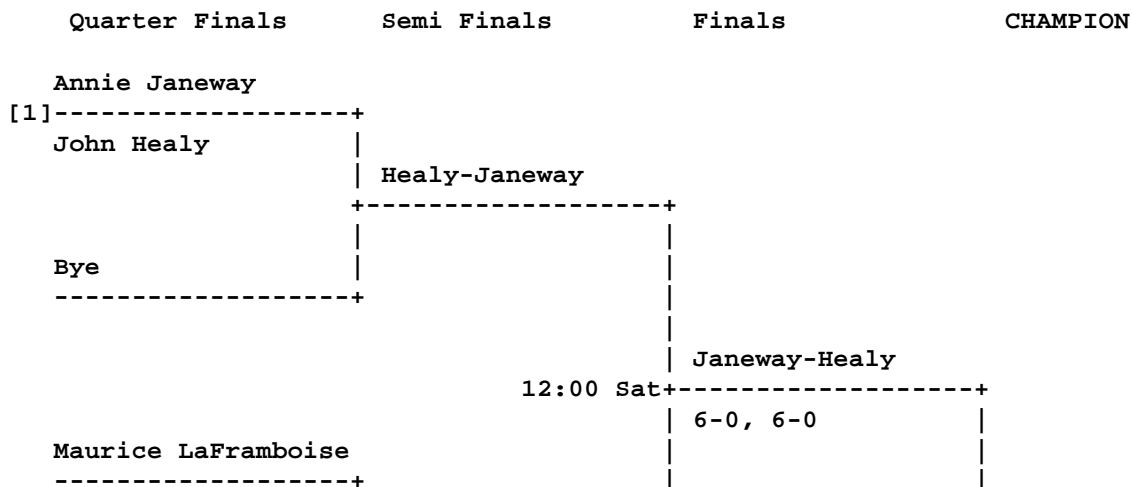 Quarter Finals Semi Finals Finals CHAMPION
Annie Janeway
[1]-------------------+
John Healy |
| Healy-Janeway
+-------------------+
| |
Bye | |
-------------------+ |
|
| Janeway-Healy
12:00 Sat+-------------------+
| 6-0, 6-0 |
Maurice LaFramboise | |
-------------------+ | |